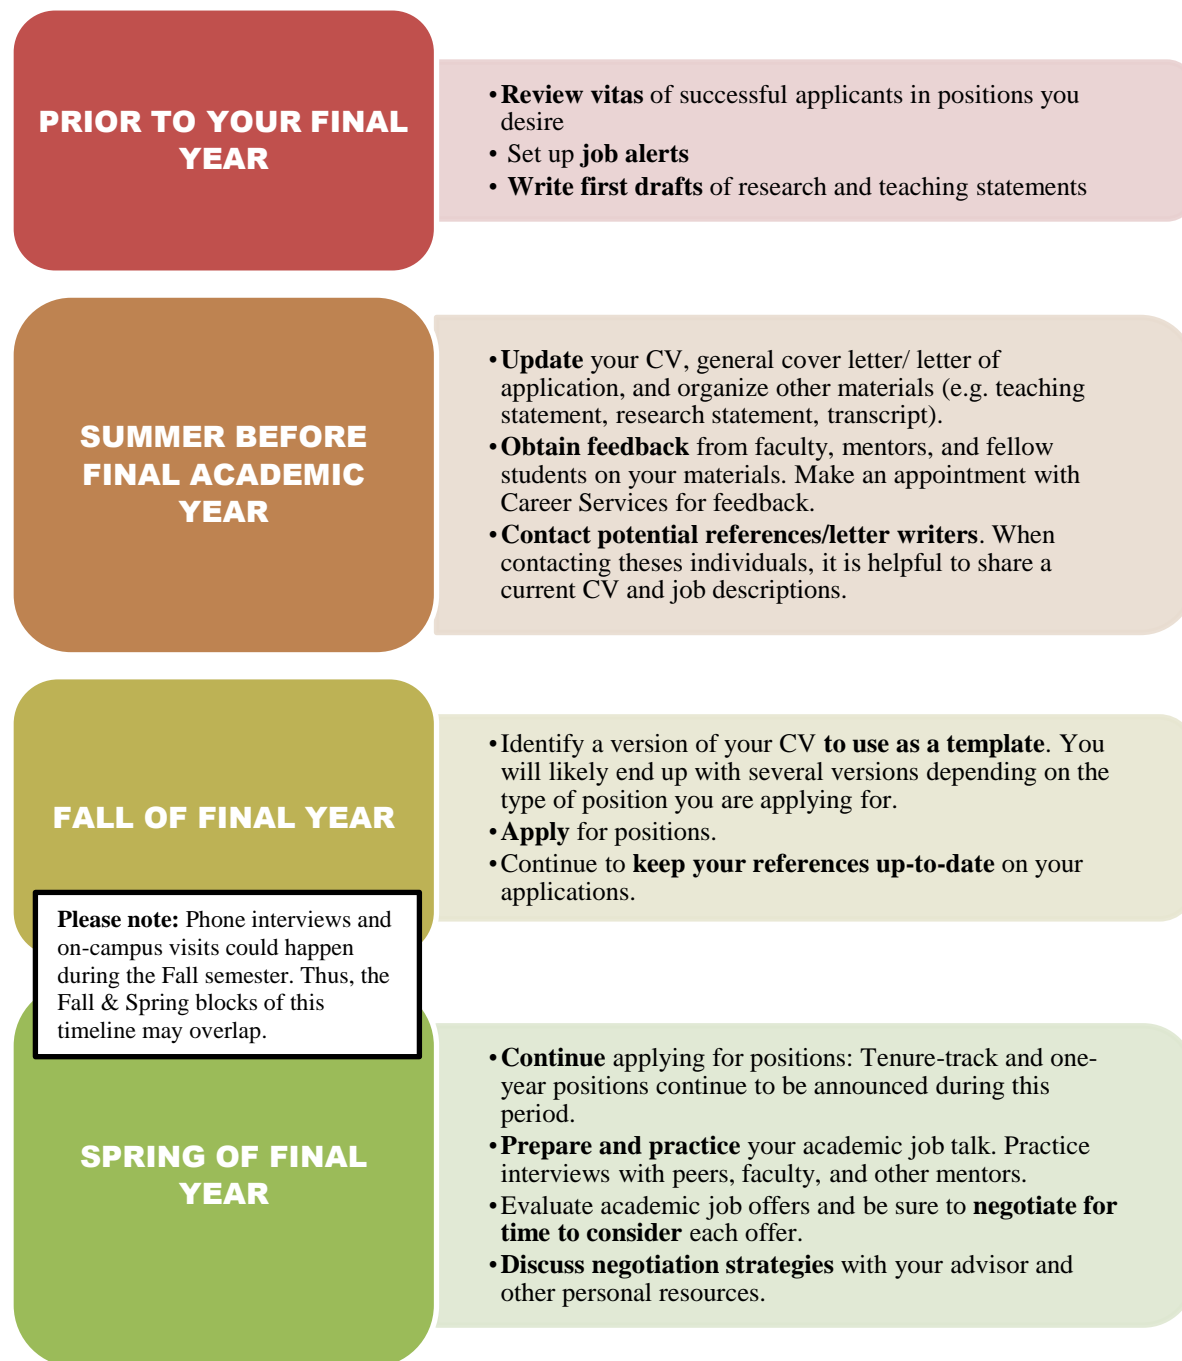 PRIOR TO YOUR FINAL
YEAR
•Review vitas of successful applicants in positions you
desire
• Set up job alerts
• Write first drafts of research and teaching statements
SUMMER BEFORE
FINAL ACADEMIC
YEAR
•Update your CV, general cover letter/ letter of
application, and organize other materials (e.g. teaching
statement, research statement, transcript).
•Obtain feedback from faculty, mentors, and fellow
students on your materials. Make an appointment with
Career Services for feedback.
•Contact potential references/letter writers. When
contacting theses individuals, it is helpful to share a
current CV and job descriptions.
FALL OF FINAL YEAR
•Identify a version of your CV to use as a template. You
will likely end up with several versions depending on the
type of position you are applying for.
•Apply for positions.
•Continue to keep your references up-to-date on your
applications.
Please note: Phone interviews and
on-campus visits could happen
during the Fall semester. Thus, the
Fall & Spring blocks of this
timeline may overlap.
SPRING OF FINAL
YEAR
•Continue applying for positions: Tenure-track and one-
year positions continue to be announced during this
period.
•Prepare and practice your academic job talk. Practice
interviews with peers, faculty, and other mentors.
•Evaluate academic job offers and be sure to negotiate for
time to consider each offer.
•Discuss negotiation strategies with your advisor and
other personal resources.